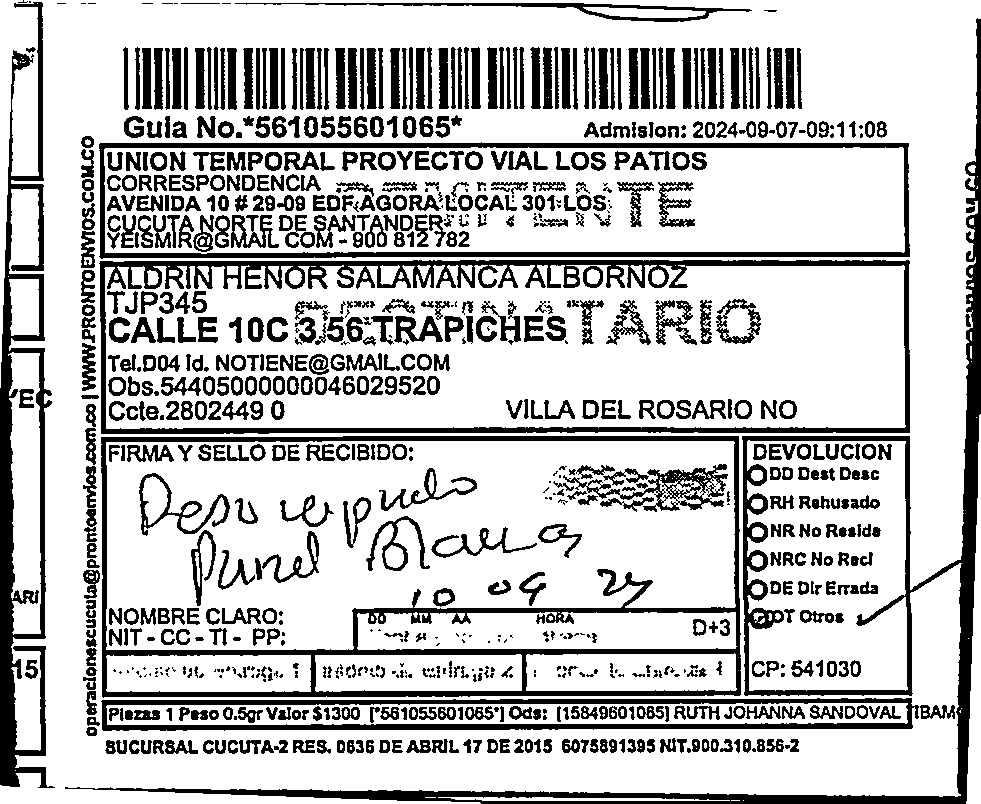 Guia No.*561055601065*
Admision: 2024-09-07-09:11:08
operacionescucuta@prontoenvios.com.co | WWW.PRONTOENVIOS.COM.CO
UNION TEMPORAL PROYECTO VIAL LOS PATIOS
CORRESPONDENCIA
REMITENTE
AVENIDA 10 # 29-09 EDF.AGORA LOCAL 301 LOS
CUCUTA NORTE DE SANTANDER
YEISMIR@GMAIL COM - 900 812 782
ALDRIN HENOR SALAMANCA ALBORNOZ
TJP345
DESTINATARIO
CALLE 10C 3,56 TRAPICHES
Tel.D04 Id. NOTIENE@GMAIL.COM
Obs.54405000000046029520
Ccte.2802449 0
VILLA DEL ROSARIO NO
FIRMA Y SELLO DE RECIBIDO:
Desocupado
10 09 24
NOMBRE CLARO:
NIT - CC - TI - PP:
DD MM AA HORA
D+3
DEVOLUCION
DD Dest Desc
RH Rehusado
NR No Reside
NRC No Recl
DE Dir Errada
OT Otros
CP: 541030
Piezas 1 Peso 0.5gr Valor $1300 [*561055601065*] Ods: [15849601065] RUTH JOHANNA SANDOVAL TIBAM
SUCURSAL CUCUTA-2 RES. 0636 DE ABRIL 17 DE 2015 6075891395 NIT.900.310.856-2